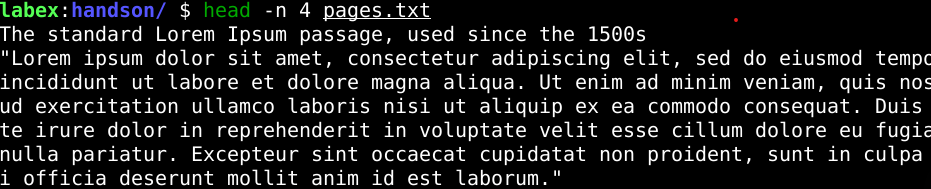 labex:handson/ $ head -n 4 pages.txt
The standard Lorem Ipsum passage, used since the 1500s
"Lorem ipsum dolor sit amet, consectetur adipiscing elit, sed do eiusmod tempo
incididunt ut labore et dolore magna aliqua. Ut enim ad minim veniam, quis nos
ud exercitation ullamco laboris nisi ut aliquip ex ea commodo consequat. Duis
te irure dolor in reprehenderit in voluptate velit esse cillum dolore eu fugia
nulla pariatur. Excepteur sint occaecat cupidatat non proident, sunt in culpa
i officia deserunt mollit anim id est laborum."